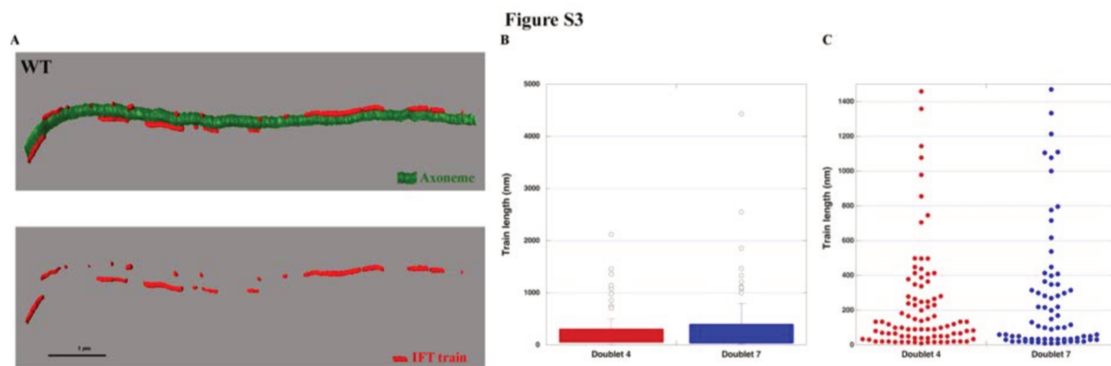 Figure S3
A
WT
Axoneme
IFT train
1 µm
B
Train length (nm)
5000
4000
3000
2000
1000
0
Doublet 4
Doublet 7
C
Train length (nm)
1400
1200
1000
800
600
400
200
Doublet 4
Doublet 7